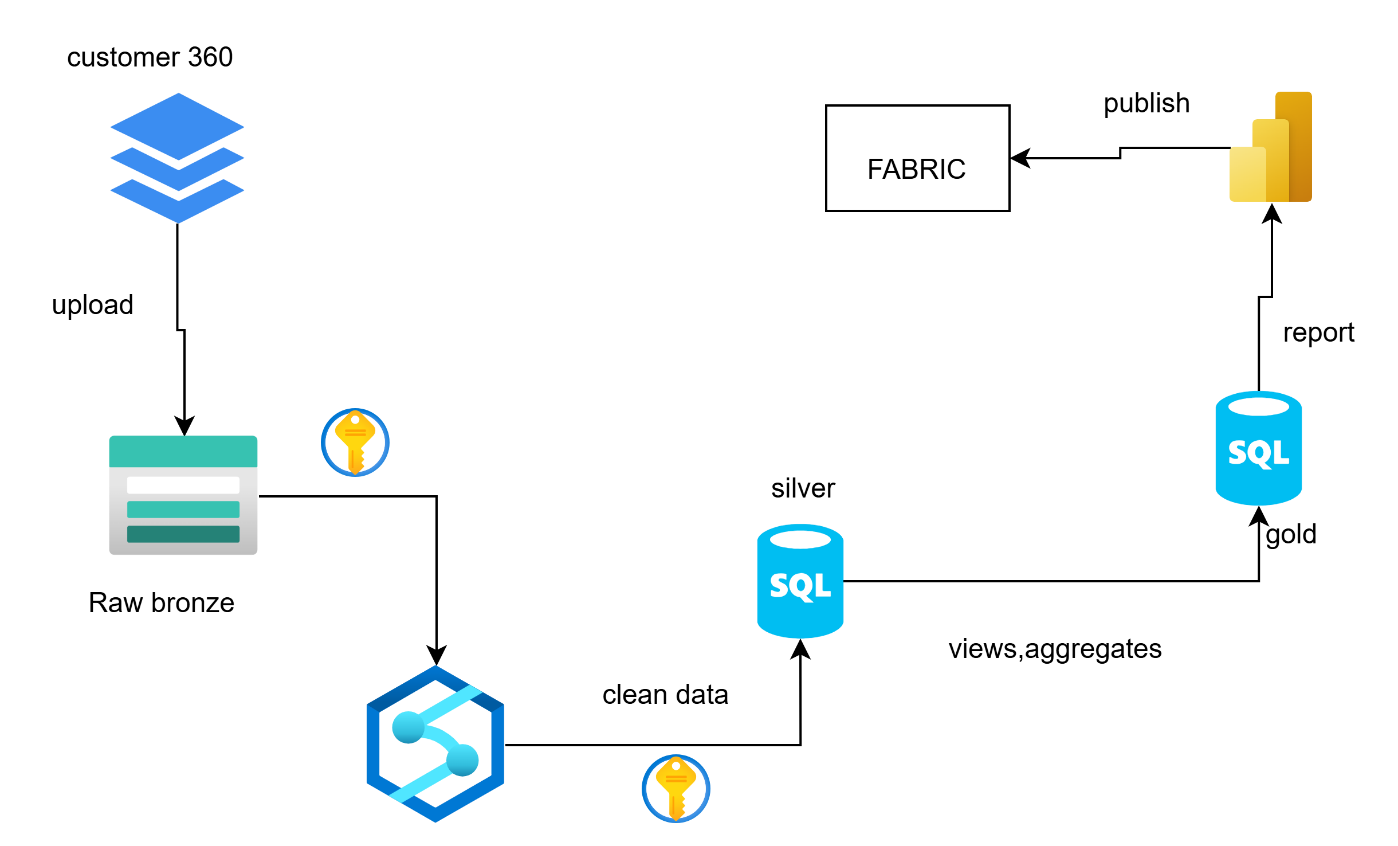 customer 360
upload
Raw bronze
clean data
silver
SQL
views,aggregates
gold
SQL
report
publish
FABRIC